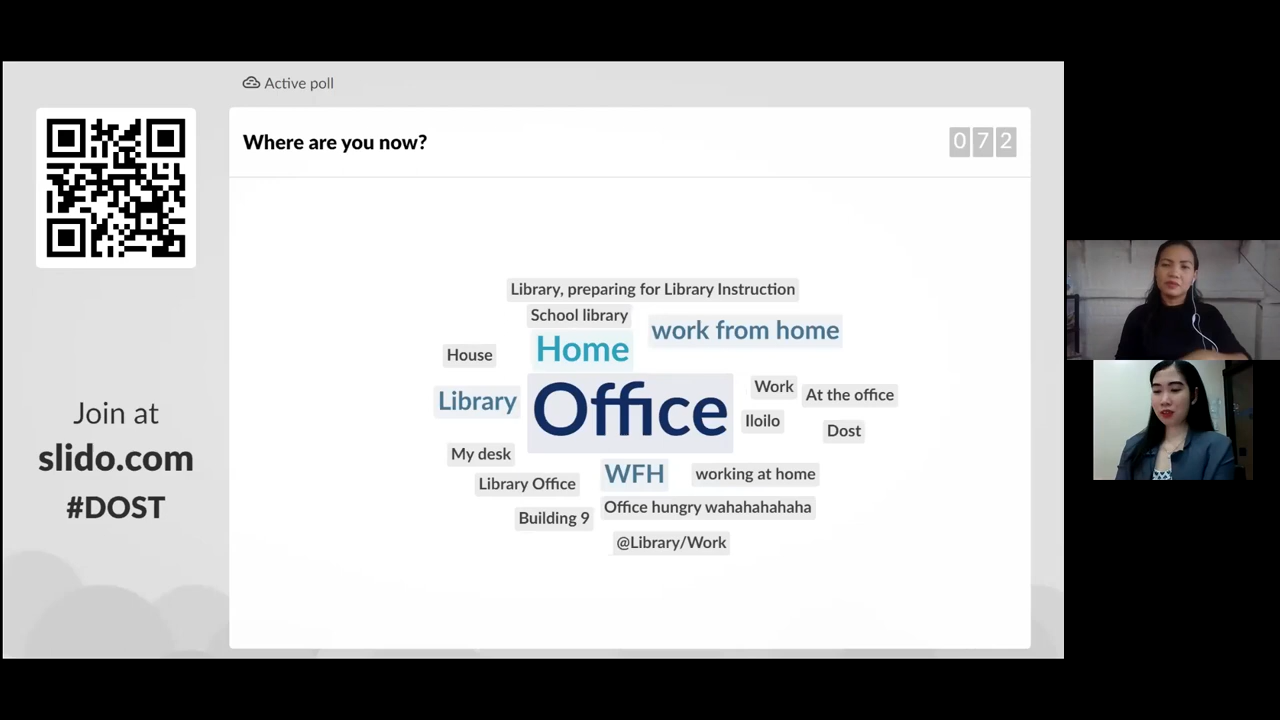 Active poll
Where are you now?
072
Join at
slido.com
#DOST
Library, preparing for Library Instruction
School library
work from home
Home
House
Work
At the office
Library
Office
Iloilo
Dost
My desk
WFH
working at home
Library Office
Office hungry wahahahahaha
Building 9
@Library/Work